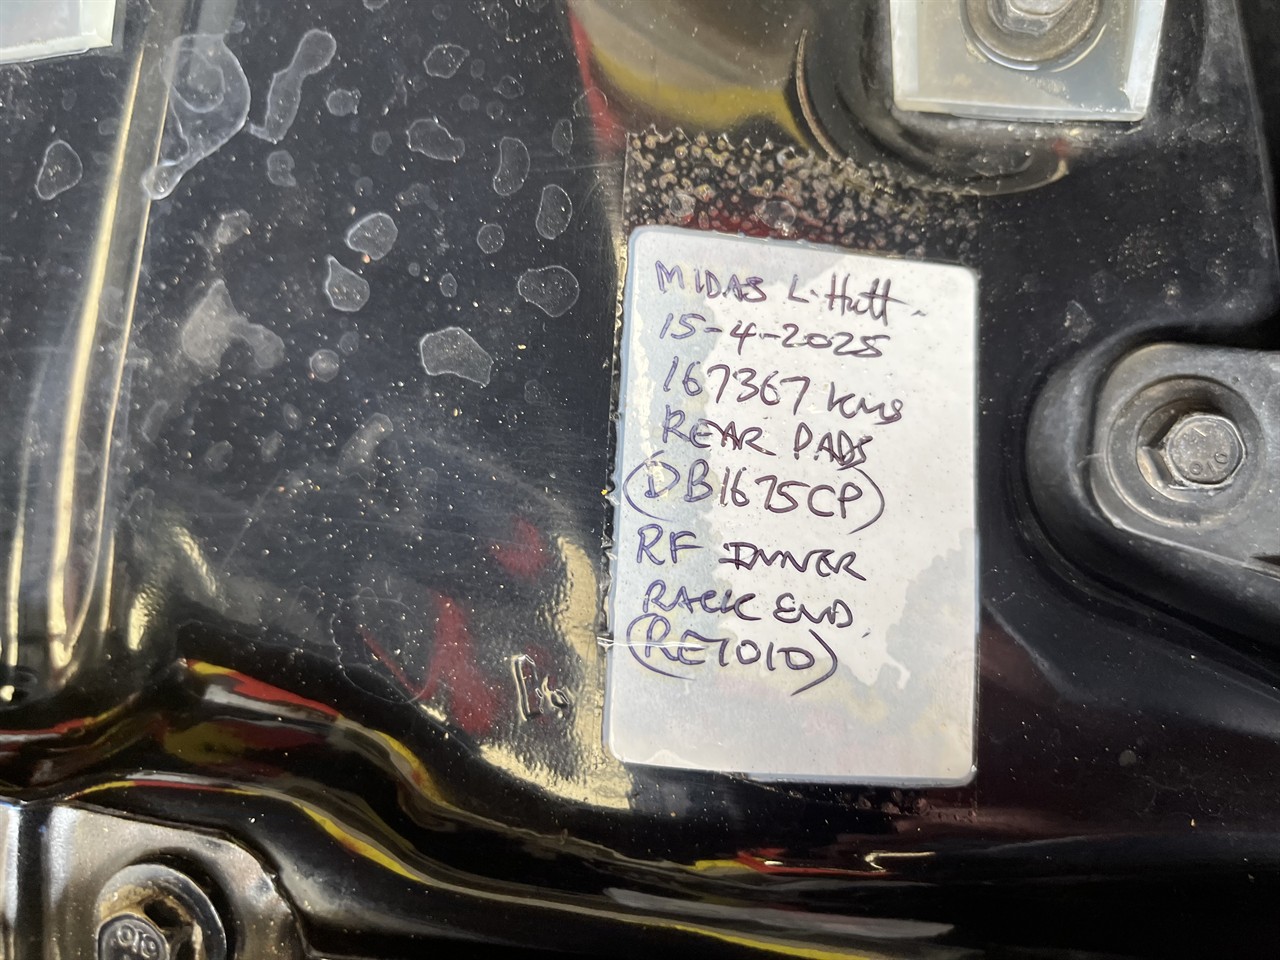 MIDAS L. Hutt
15-4-2025
167367 kms
REAR PADS
(DB1675CP)
RF INNER
RACK END
(RE1010)